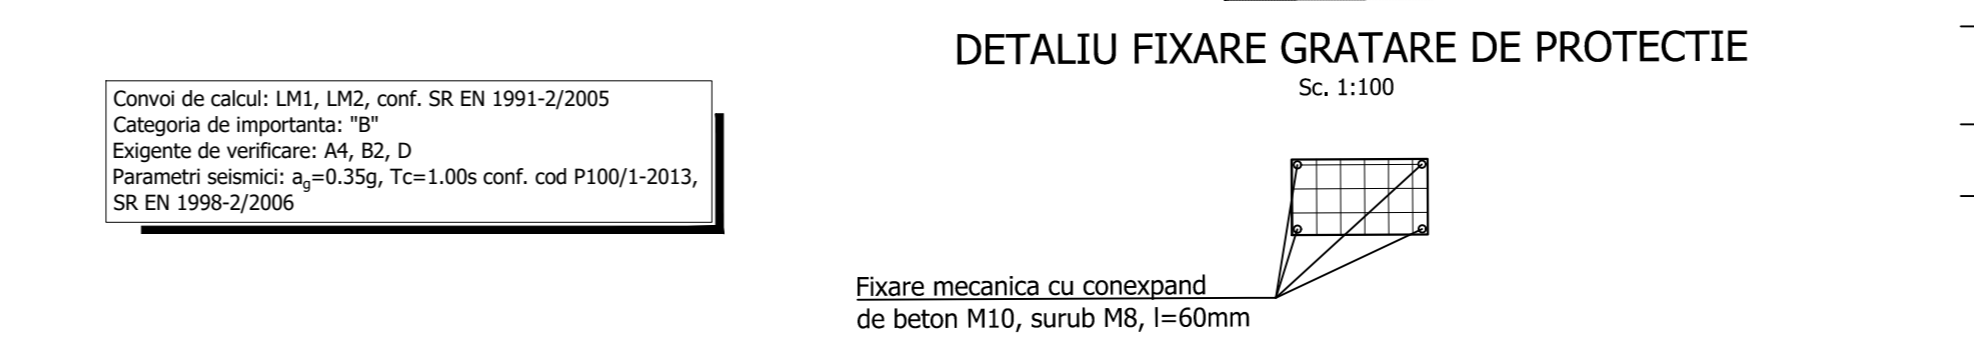 DETALIU FIXARE GRATARE DE PROTECTIE
Sc. 1:100
Convoi de calcul: LM1, LM2, conf. SR EN 1991-2/2005
Categoria de importanta: "B"
Exigente de verificare: A4, B2, D
Parametri seismici: ag=0.35g, Tc=1.00s conf. cod P100/1-2013,
SR EN 1998-2/2006
Fixare mecanica cu conexpand
de beton M10, surub M8, l=60mm